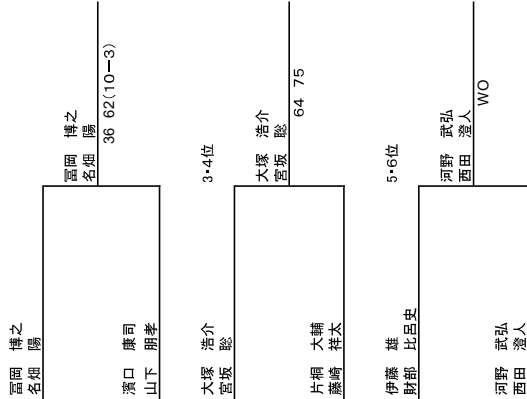 冨岡 博之
名畑 陽
36 62(10-3)
冨岡 博之
名畑 陽
濱口 康司
山下 朋孝
3・4位
大塚 浩介
宮坂 聡
64 75
大塚 浩介
宮坂 聡
片桐 大輔
藤崎 祥太
5・6位
河野 武弘
西田 澄人
WO
伊藤 雄
財部 比呂史
河野 武弘
西田 澄人